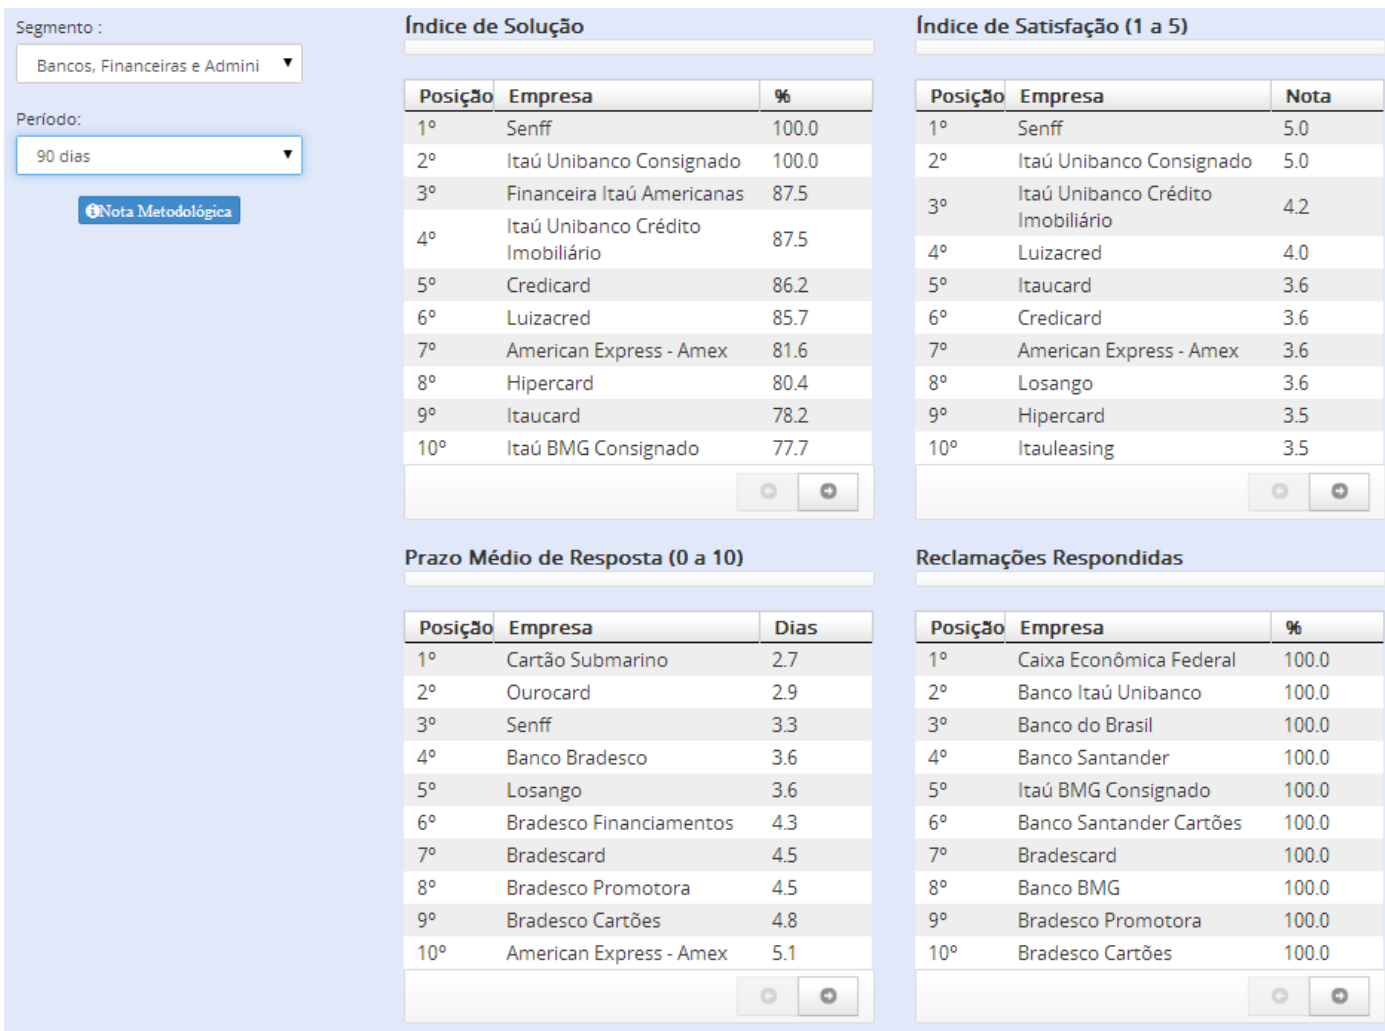 Segmento :
Bancos, Financeiras e Admini
Período:
90 dias
Nota Metodológica
Índice de Solução
Posição Empresa %
1º Senff 100.0
2º Itaú Unibanco Consignado 100.0
3º Financeira Itaú Americanas 87.5
4º Itaú Unibanco Crédito
Imobiliário 87.5
5º Credicard 86.2
6º Luizacred 85.7
7º American Express - Amex 81.6
8º Hipercard 80.4
9º Itaucard 78.2
10º Itaú BMG Consignado 77.7
Índice de Satisfação (1 a 5)
Posição Empresa Nota
1º Senff 5.0
2º Itaú Unibanco Consignado 5.0
3º Itaú Unibanco Crédito
Imobiliário 4.2
4º Luizacred 4.0
5º Itaucard 3.6
6º Credicard 3.6
7º American Express - Amex 3.6
8º Losango 3.6
9º Hipercard 3.5
10º Itauleasing 3.5
Prazo Médio de Resposta (0 a 10)
Posição Empresa Dias
1º Cartão Submarino 2.7
2º Ourocard 2.9
3º Senff 3.3
4º Banco Bradesco 3.6
5º Losango 3.6
6º Bradesco Financiamentos 4.3
7º Bradescard 4.5
8º Bradesco Promotora 4.5
9º Bradesco Cartões 4.8
10º American Express - Amex 5.1
Reclamações Respondidas
Posição Empresa %
1º Caixa Econômica Federal 100.0
2º Banco Itaú Unibanco 100.0
3º Banco do Brasil 100.0
4º Banco Santander 100.0
5º Itaú BMG Consignado 100.0
6º Banco Santander Cartões 100.0
7º Bradescard 100.0
8º Banco BMG 100.0
9º Bradesco Promotora 100.0
10º Bradesco Cartões 100.0